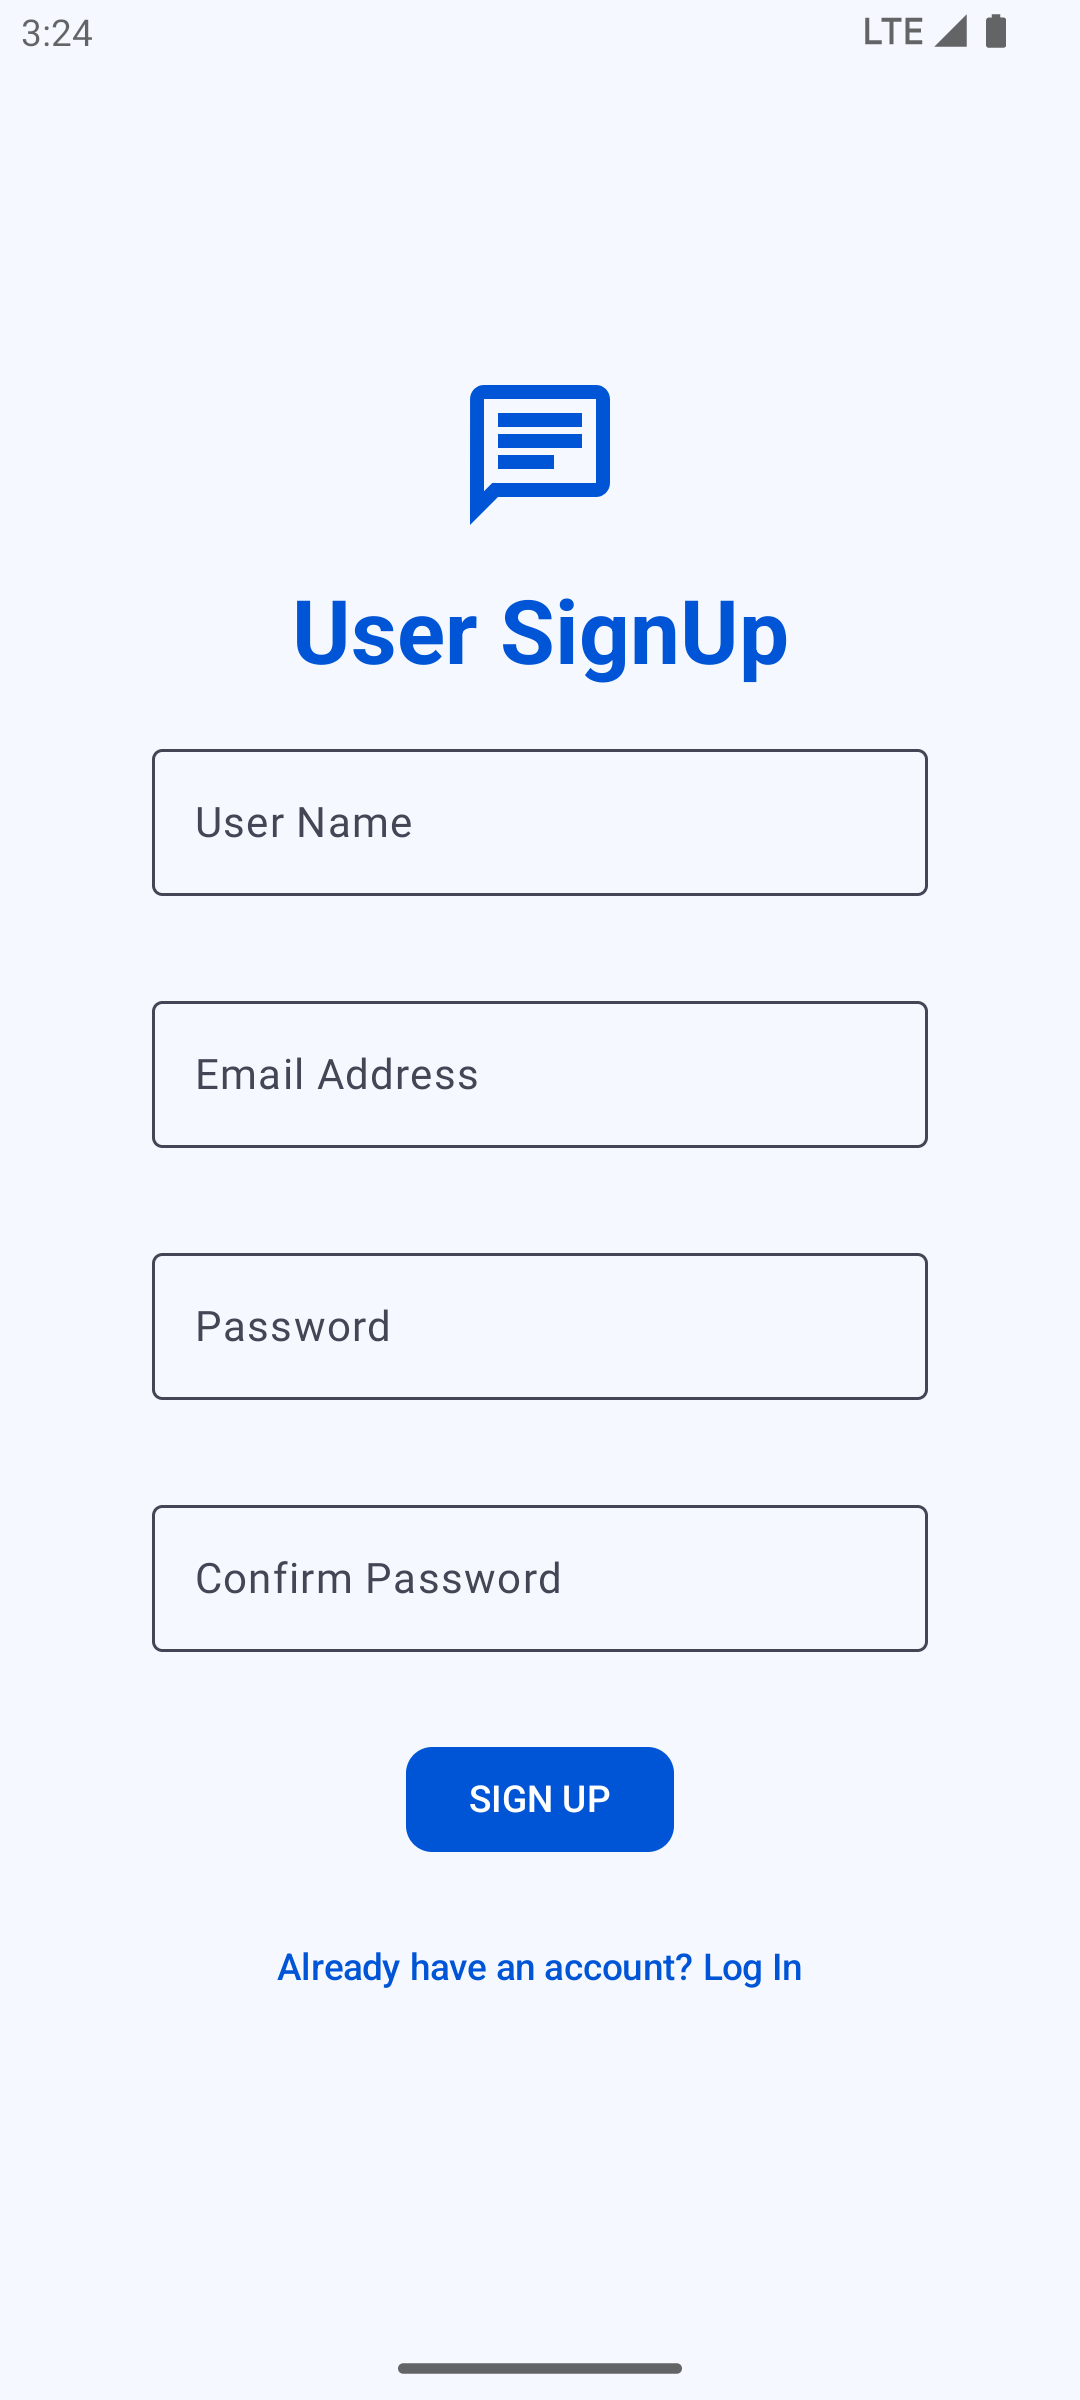 3:24 LTE
User SignUp
User Name
Email Address
Password
Confirm Password
SIGN UP
Already have an account? Log In